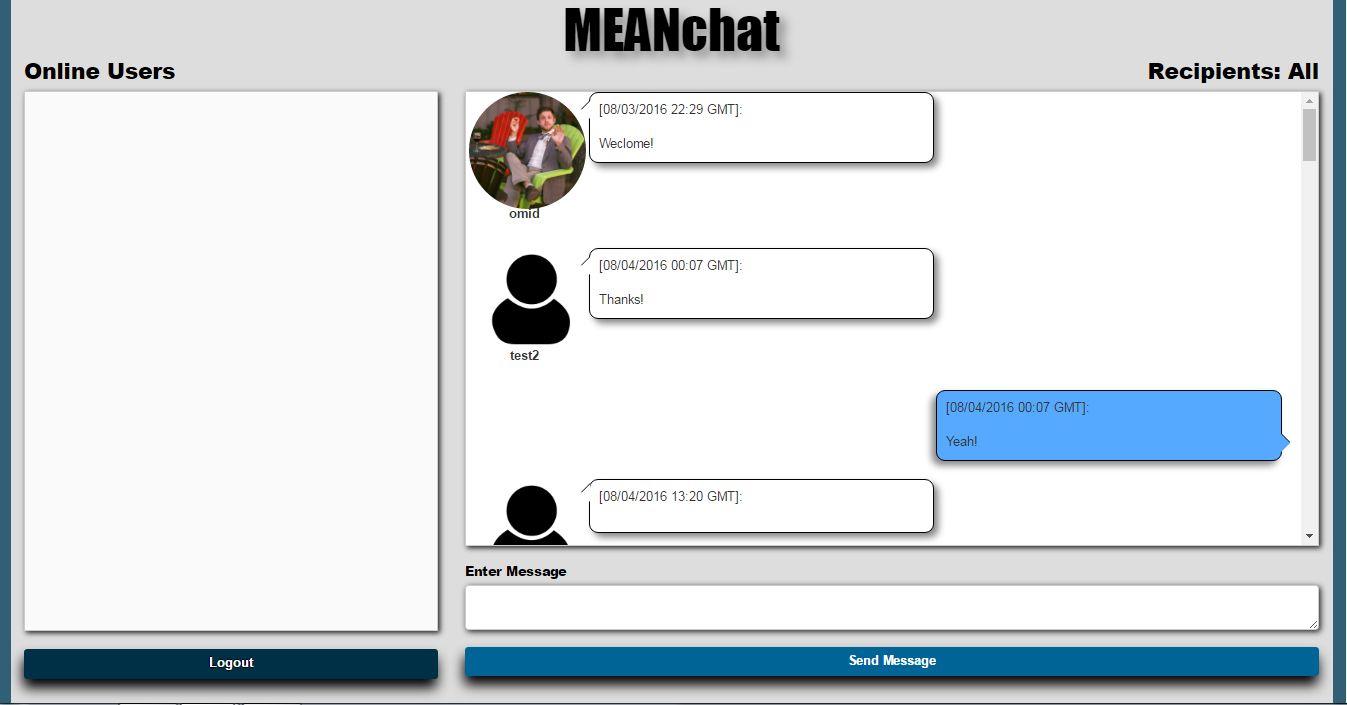 MEANchat
Online Users
Recipients: All
[08/03/2016 22:29 GMT]:
Weclome!
omid
[08/04/2016 00:07 GMT]:
Thanks!
test2
[08/04/2016 00:07 GMT]:
Yeah!
[08/04/2016 13:20 GMT]:
Enter Message
Logout
Send Message